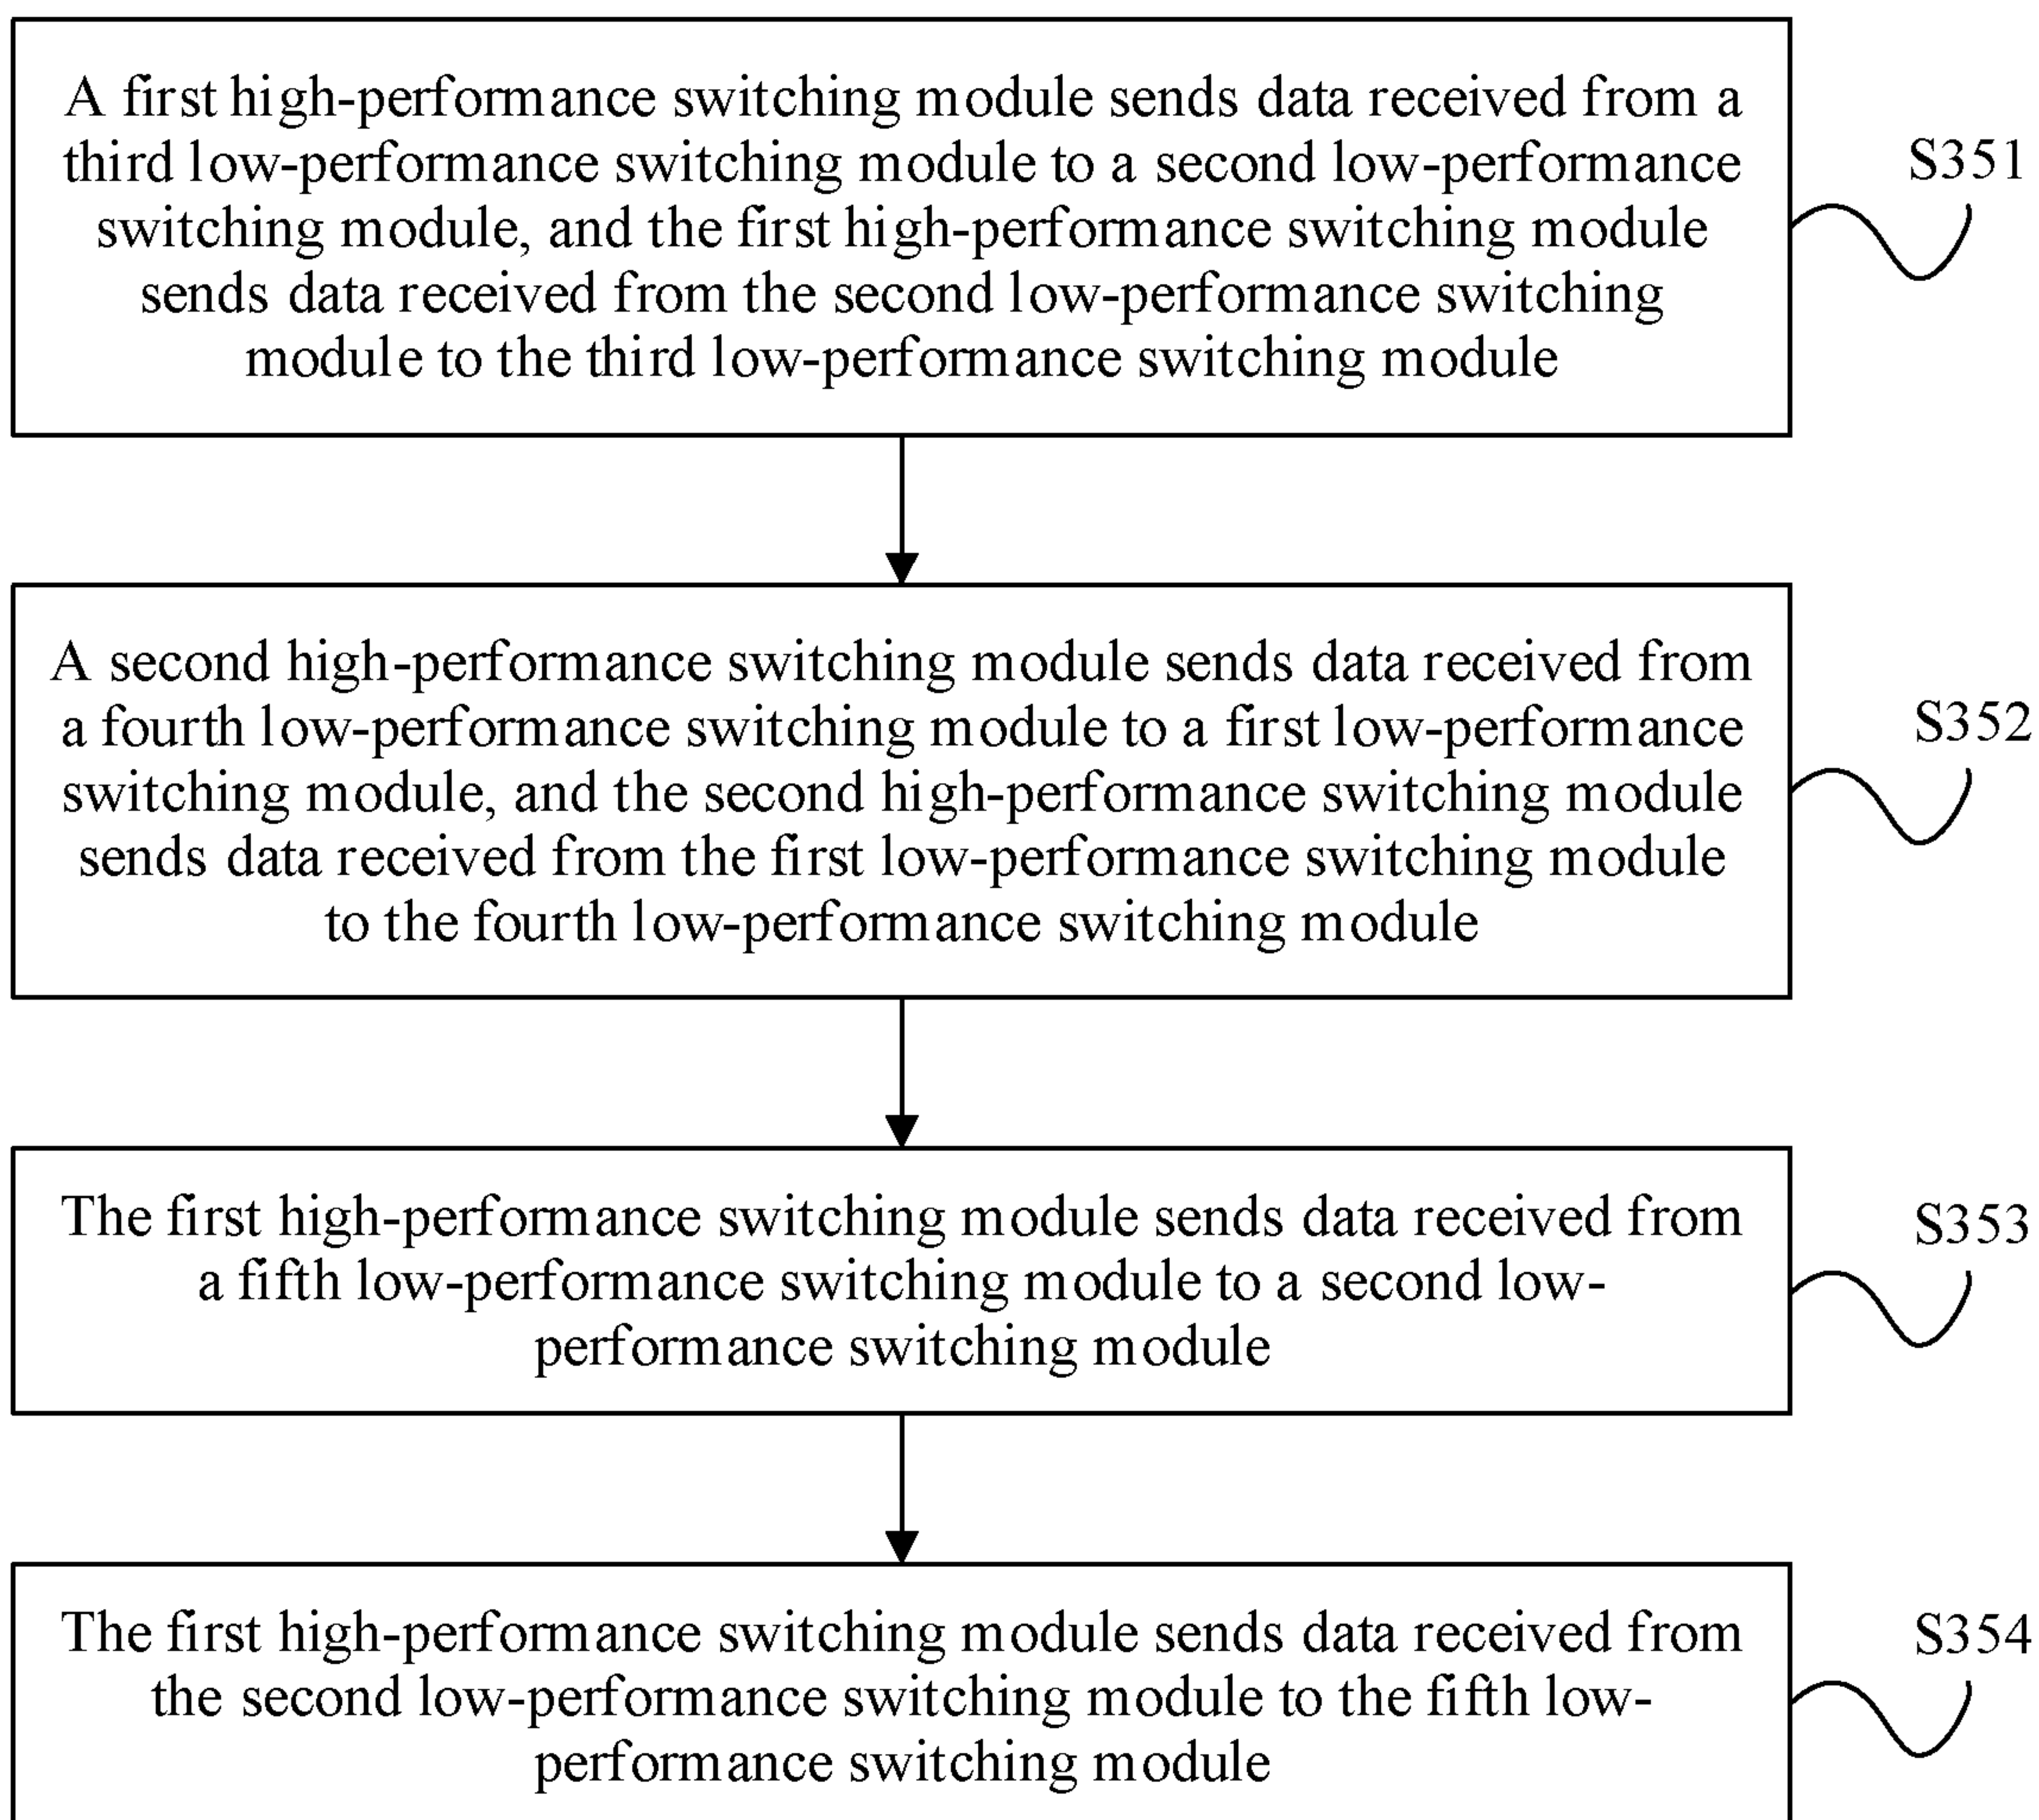 A first high-performance switching module sends data received from a
third low-performance switching module to a second low-performance
switching module, and the first high-performance switching module
sends data received from the second low-performance switching
module to the third low-performance switching module
S351
A second high-performance switching module sends data received from
a fourth low-performance switching module to a first low-performance
switching module, and the second high-performance switching module
sends data received from the first low-performance switching module
to the fourth low-performance switching module
S352
The first high-performance switching module sends data received from
a fifth low-performance switching module to a second low-
performance switching module
S353
The first high-performance switching module sends data received from
the second low-performance switching module to the fifth low-
performance switching module
S354